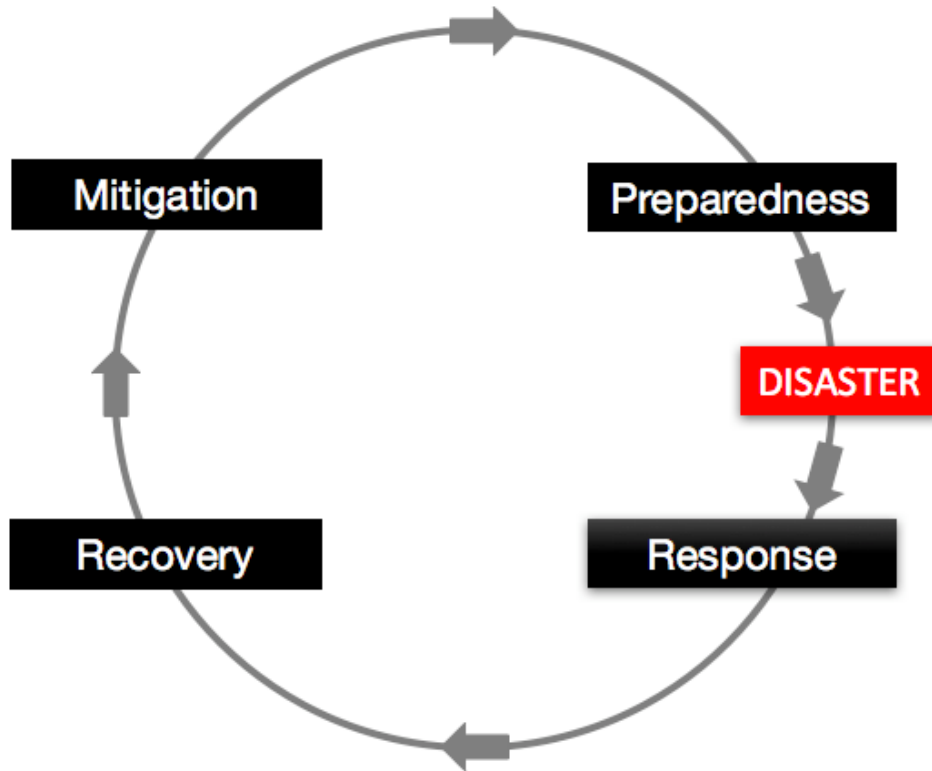 Mitigation
Preparedness
DISASTER
Recovery
Response